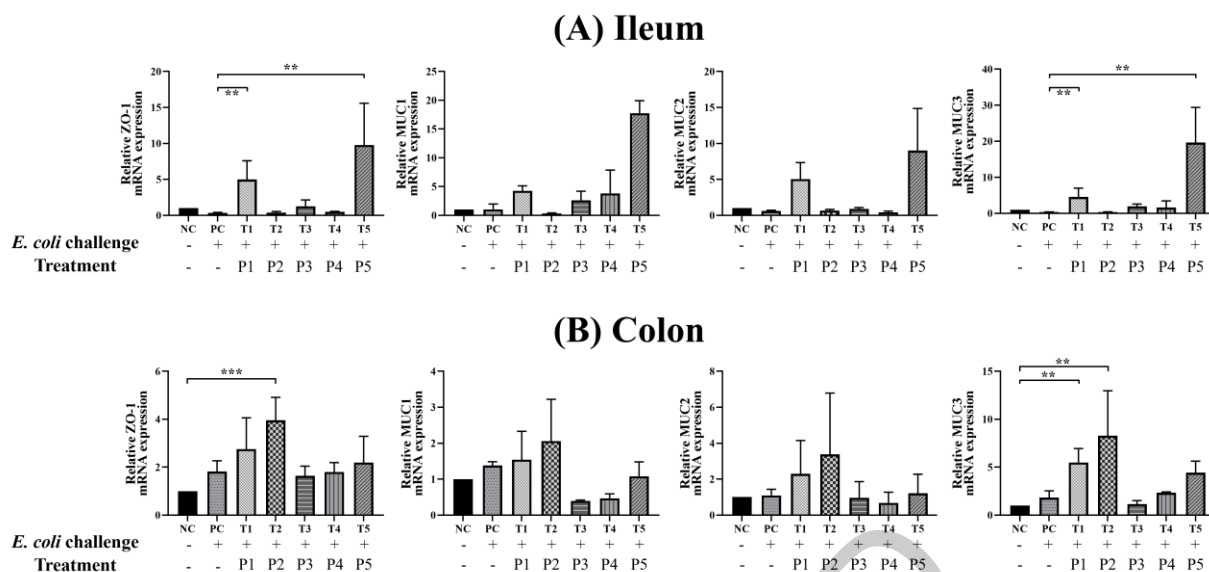 (A) Ileum
Relative ZO-1
mRNA expression
20
15
10
5
0
**
**
NC PC T1 T2 T3 T4 T5
Relative MUC1
mRNA expression
25
20
15
10
5
0
NC PC T1 T2 T3 T4 T5
Relative MUC2
mRNA expression
20
15
10
5
0
NC PC T1 T2 T3 T4 T5
Relative MUC3
mRNA expression
40
30
20
10
0
**
**
NC PC T1 T2 T3 T4 T5
E. coli challenge - + + + + + + - + + + + + + - + + + + + + - + + + + + +
Treatment - - P1 P2 P3 P4 P5 - - P1 P2 P3 P4 P5 - - P1 P2 P3 P4 P5 - - P1 P2 P3 P4 P5
(B) Colon
Relative ZO-1
mRNA expression
6
4
2
0
***
NC PC T1 T2 T3 T4 T5
Relative MUC1
mRNA expression
4
3
2
1
0
NC PC T1 T2 T3 T4 T5
Relative MUC2
mRNA expression
8
6
4
2
0
NC PC T1 T2 T3 T4 T5
Relative MUC3
mRNA expression
15
10
5
0
**
**
NC PC T1 T2 T3 T4 T5
E. coli challenge - + + + + + + - + + + + + + - + + + + + + - + + + + + +
Treatment - - P1 P2 P3 P4 P5 - - P1 P2 P3 P4 P5 - - P1 P2 P3 P4 P5 - - P1 P2 P3 P4 P5